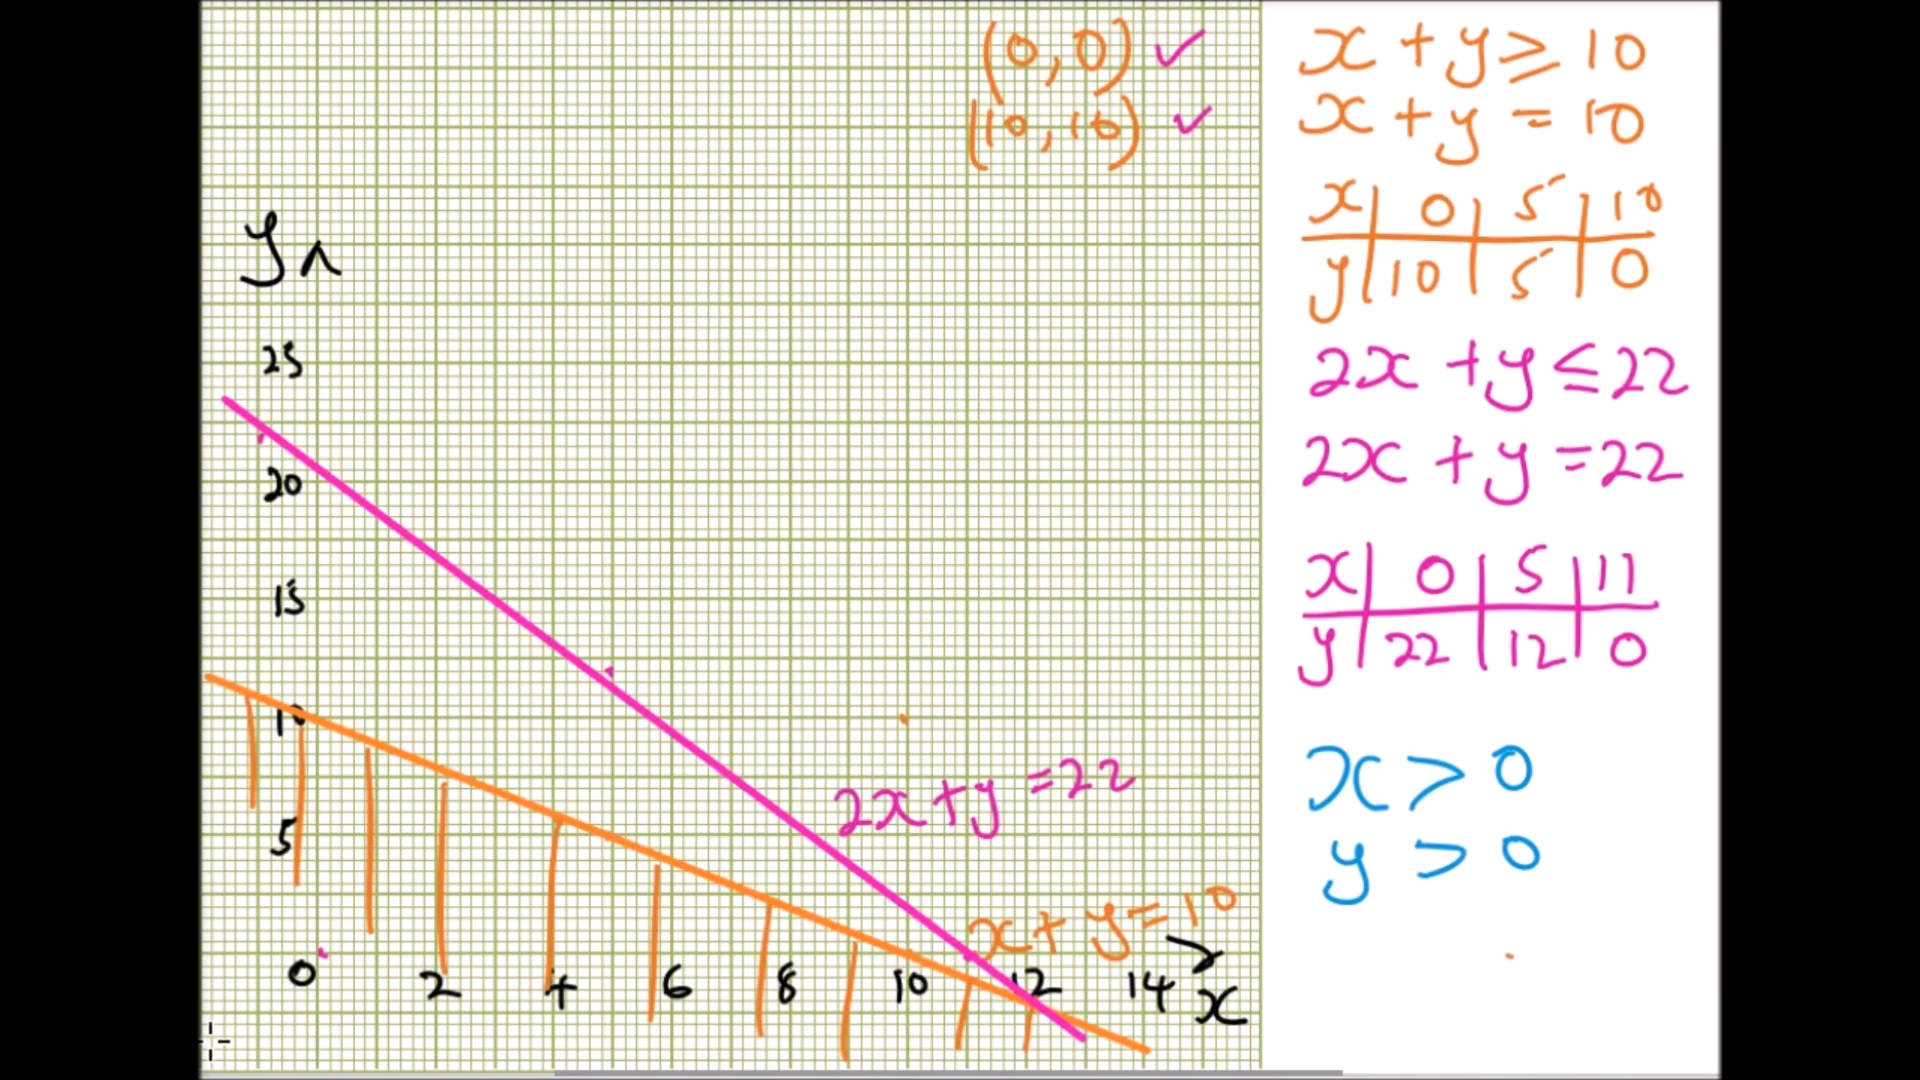 (0,0) ✓
(10,10) ✓
y
25
20
15
10
5
0 2 4 6 8 10 12 14
x
2x+y=22
x+y=10
x+y≥10
x+y=10
x | 0 | 5 | 10
y | 10 | 5 | 0
2x+y≤22
2x+y=22
x | 0 | 5 | 11
y | 22 | 12 | 0
x>0
y>0